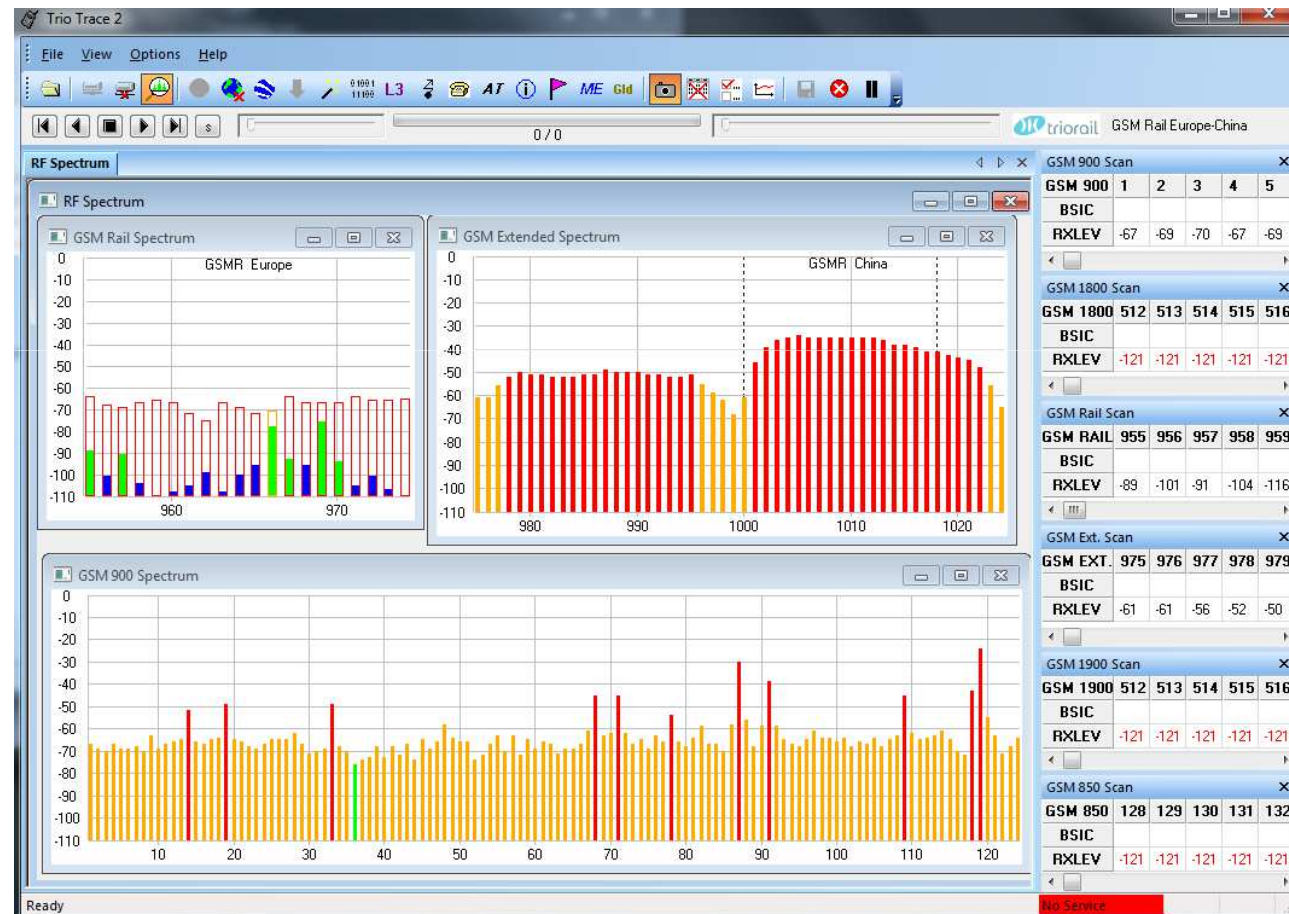 Trio Trace 2
File View Options Help
01001 11100 L3 AT ME GId
s 0 / 0 triorail GSM Rail Europe-China
RF Spectrum
RF Spectrum
GSM Rail Spectrum
GSMR Europe
0
-10
-20
-30
-40
-50
-60
-70
-80
-90
-100
-110
960 970
GSM Extended Spectrum
GSMR China
0
-10
-20
-30
-40
-50
-60
-70
-80
-90
-100
-110
980 990 1000 1010 1020
GSM 900 Spectrum
0
-10
-20
-30
-40
-50
-60
-70
-80
-90
-100
-110
10 20 30 40 50 60 70 80 90 100 110 120
GSM 900 Scan
GSM 900 1 2 3 4 5
BSIC
RXLEV -67 -69 -70 -67 -69
GSM 1800 Scan
GSM 1800 512 513 514 515 516
BSIC
RXLEV -121 -121 -121 -121 -121
GSM Rail Scan
GSM RAIL 955 956 957 958 959
BSIC
RXLEV -89 -101 -91 -104 -116
GSM Ext. Scan
GSM EXT. 975 976 977 978 979
BSIC
RXLEV -61 -61 -56 -52 -50
GSM 1900 Scan
GSM 1900 512 513 514 515 516
BSIC
RXLEV -121 -121 -121 -121 -121
GSM 850 Scan
GSM 850 128 129 130 131 132
BSIC
RXLEV -121 -121 -121 -121 -121
Ready No Service